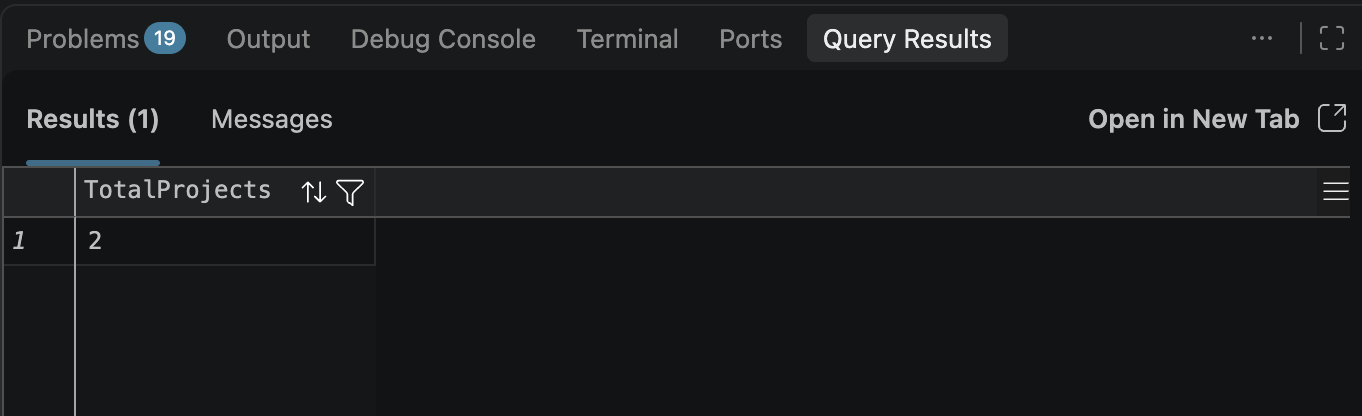 Problems 19 Output Debug Console Terminal Ports Query Results
Results (1) Messages Open in New Tab
TotalProjects
1 2